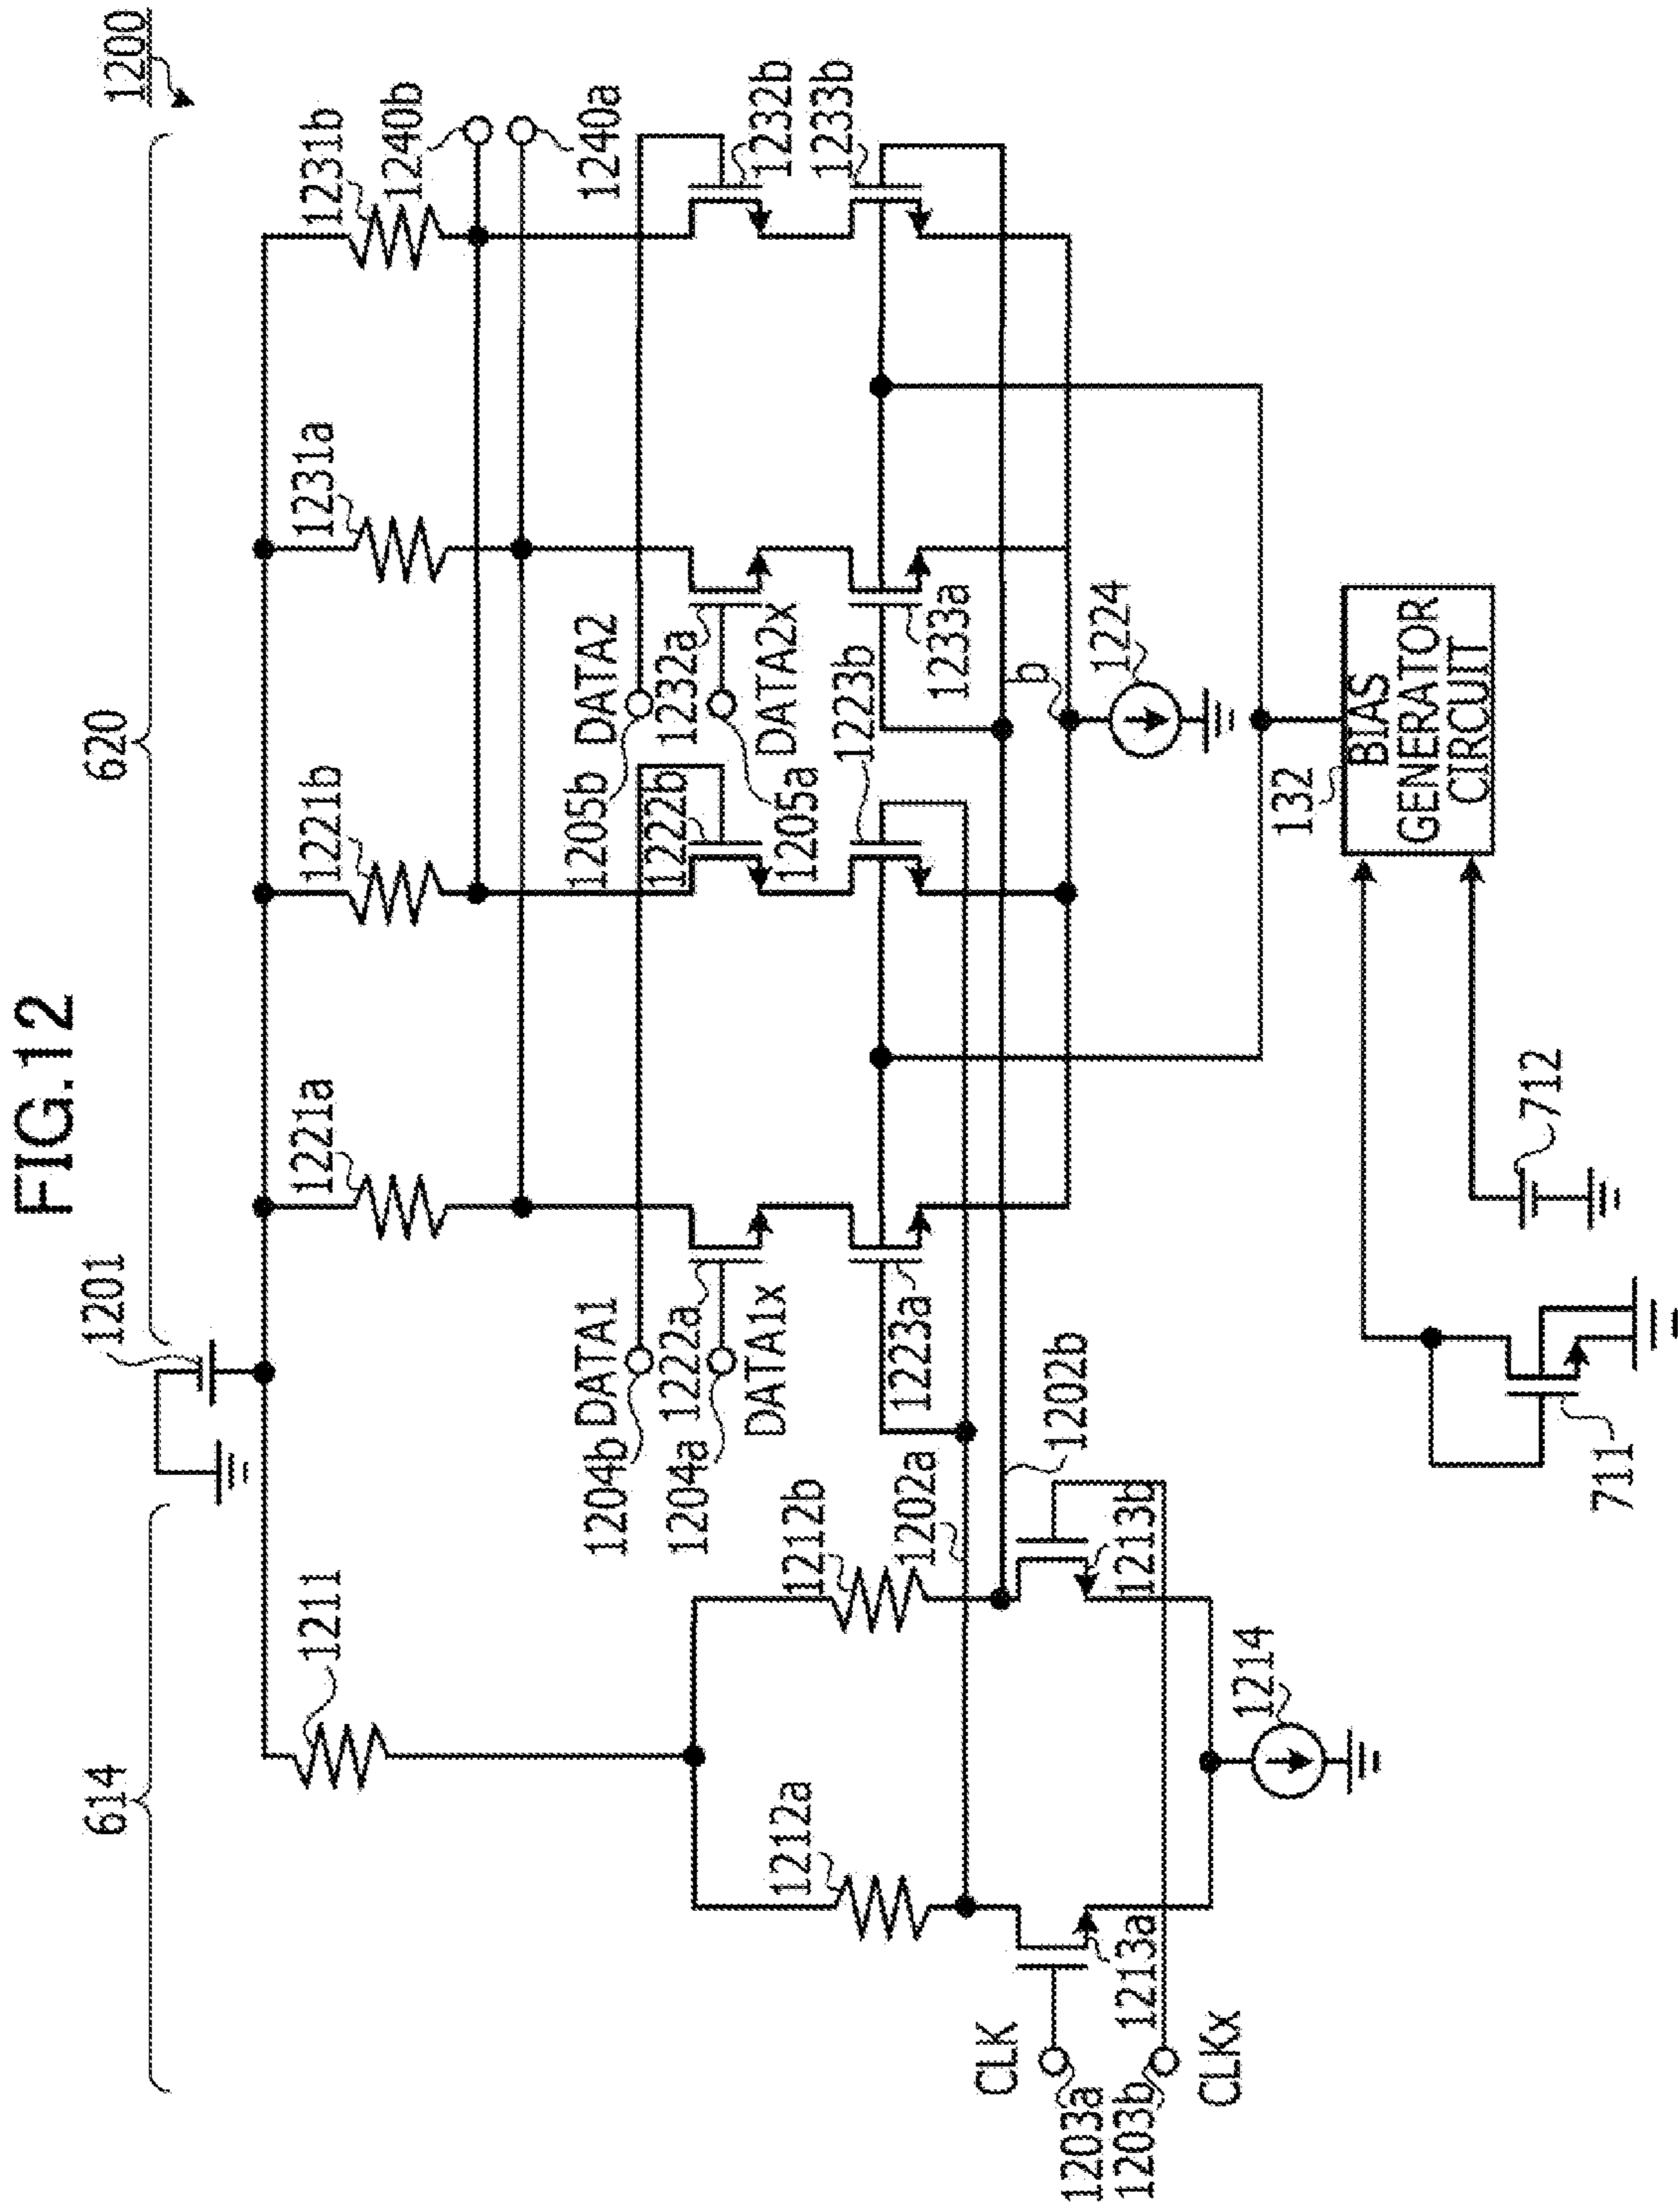 FIG.12
1200
614
1201
620
1211
1221a
1221b
1231a
1231b
1240b
1240a
1204b
DATA1
1205b
DATA2
1204a
1222a
1222b
1232a
1232b
DATA1x
1205a
DATA2x
1212a
1212b
1202a
1223a
1223b
1233a
1233b
CLK
1202b
b
1203a
1203b
1213a
1213b
1224
CLKx
1214
132
BIAS
GENERATOR
CIRCUIT
712
711